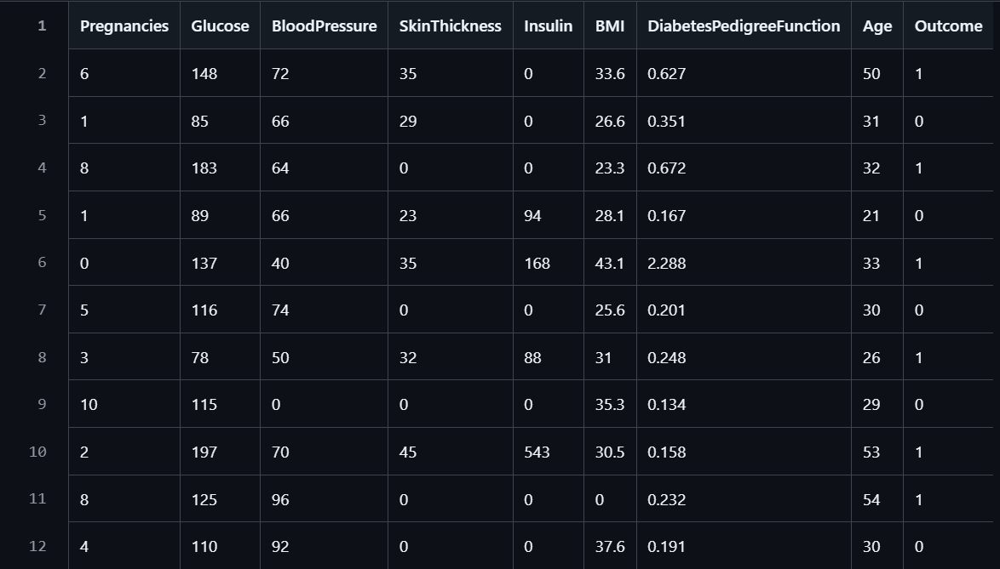 1 Pregnancies Glucose BloodPressure SkinThickness Insulin BMI DiabetesPedigreeFunction Age Outcome
2 6 148 72 35 0 33.6 0.627 50 1
3 1 85 66 29 0 26.6 0.351 31 0
4 8 183 64 0 0 23.3 0.672 32 1
5 1 89 66 23 94 28.1 0.167 21 0
6 0 137 40 35 168 43.1 2.288 33 1
7 5 116 74 0 0 25.6 0.201 30 0
8 3 78 50 32 88 31 0.248 26 1
9 10 115 0 0 0 35.3 0.134 29 0
10 2 197 70 45 543 30.5 0.158 53 1
11 8 125 96 0 0 0 0.232 54 1
12 4 110 92 0 0 37.6 0.191 30 0